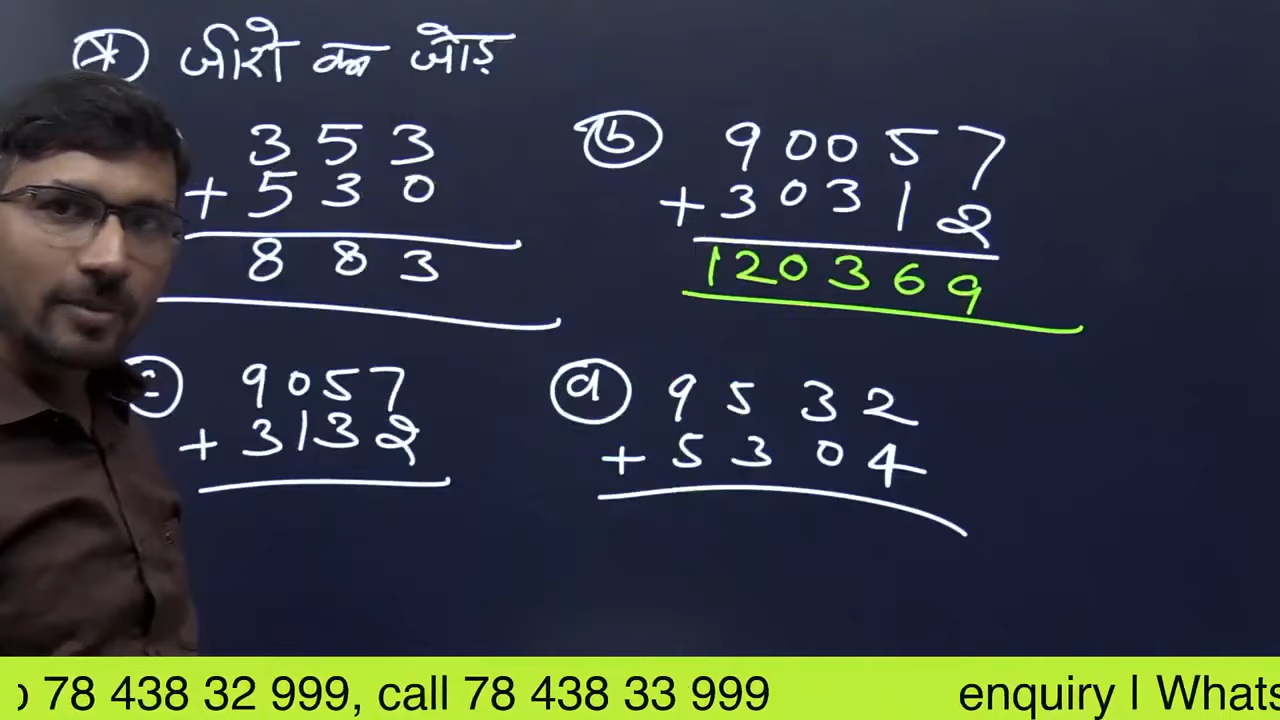 * जीरो का जोड़
353
+ 530
883
b 90057
+ 30312
120369
c 9057
+ 3132
d 9532
+ 5304
78 438 32 999, call 78 438 33 999 enquiry | Whats